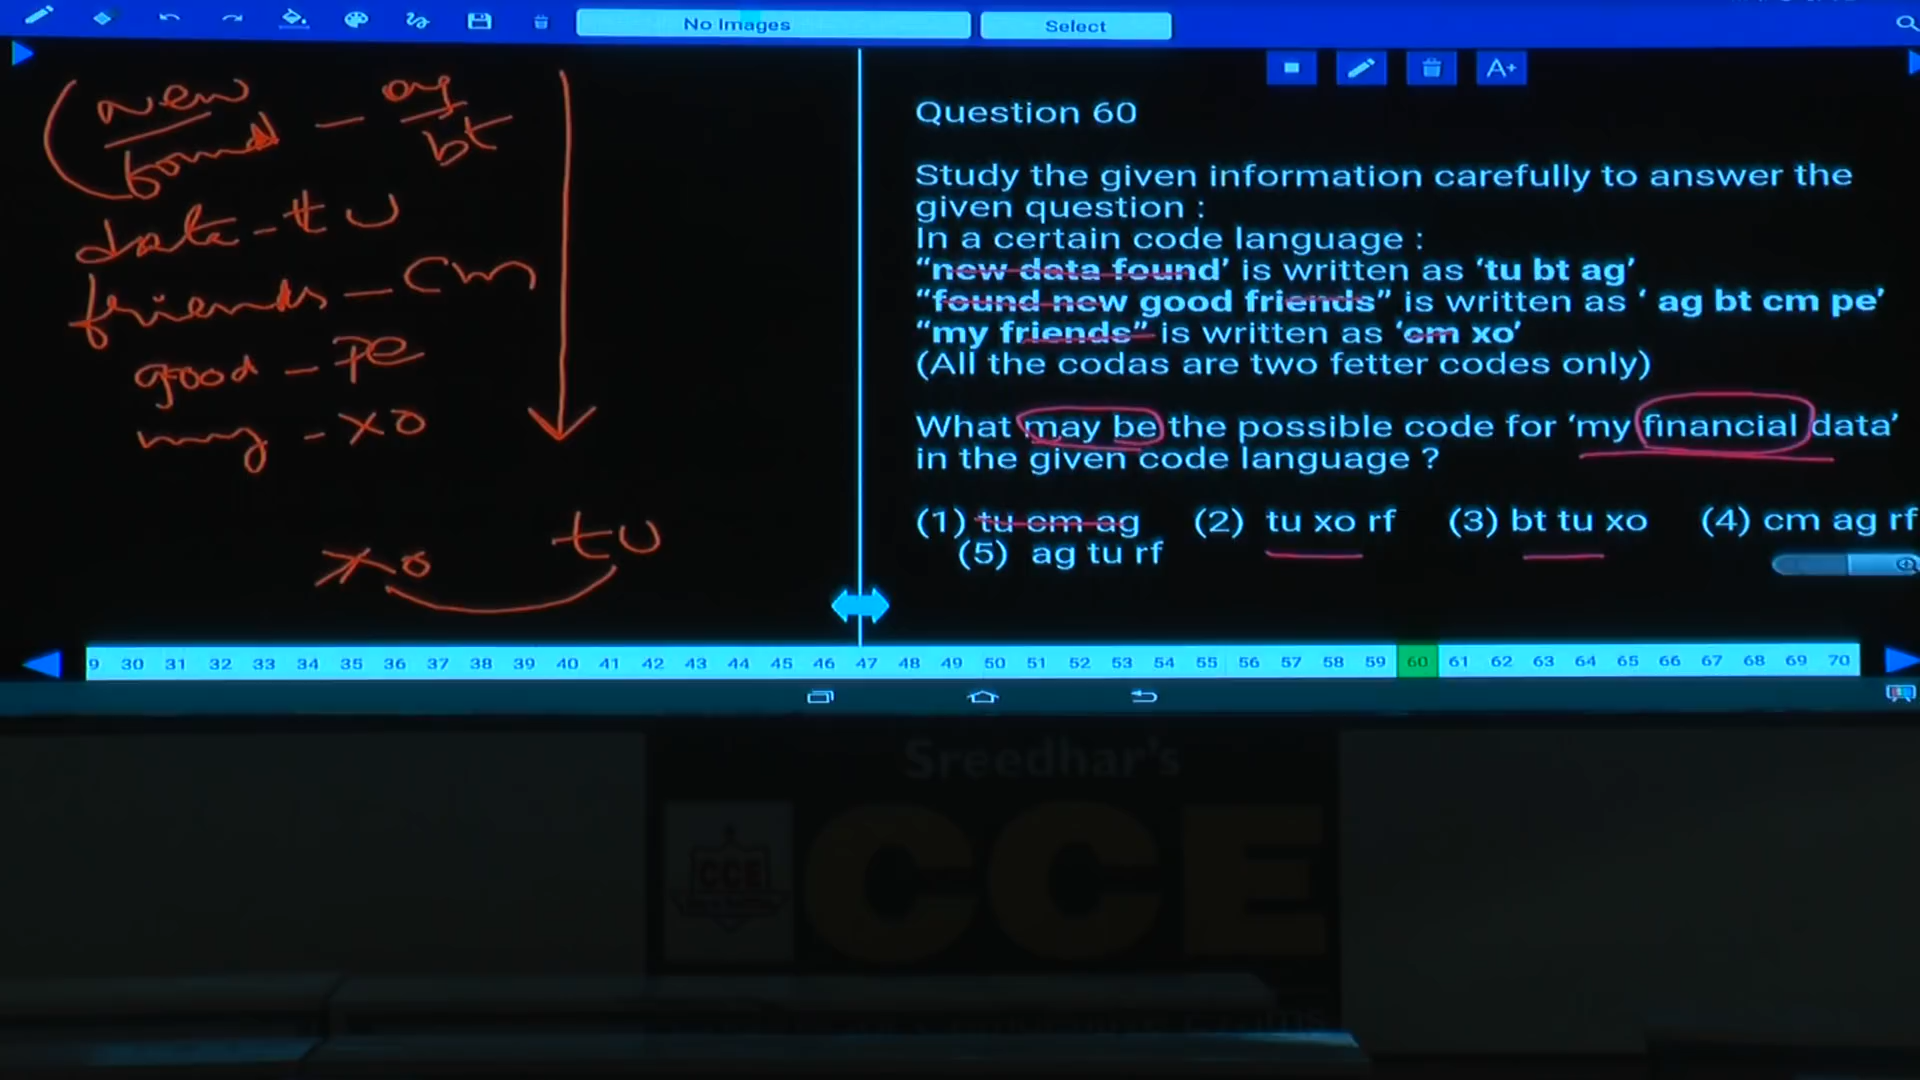 No Images
Select
new
found
- ag
bt
data - tu
friends - cm
good - pe
my - xo
xo tu
A+
Question 60
Study the given information carefully to answer the
given question :
In a certain code language :
“new data found’ is written as ‘tu bt ag’
“found new good friends” is written as ‘ ag bt cm pe’
“my friends” is written as ‘cm xo’
(All the codas are two fetter codes only)
What may be the possible code for ‘my financial data’
in the given code language ?
(1) tu cm ag (2) tu xo rf (3) bt tu xo (4) cm ag rf
(5) ag tu rf
9 30 31 32 33 34 35 36 37 38 39 40 41 42 43 44 45 46 47 48 49 50 51 52 53 54 55 56 57 58 59 60 61 62 63 64 65 66 67 68 69 70
Sreedhar's
CCE
CCE